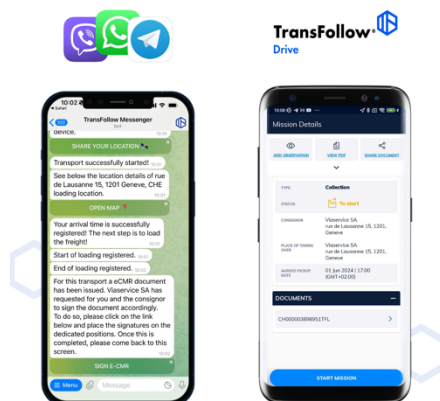 TransFollow
Drive
10:02
Safari
TransFollow Messenger
bot
device.
SHARE YOUR LOCATION
Transport successfully started!
See below the location details of rue
de Lausanne 15, 1201 Geneve, CHE
loading location.
OPEN MAP
Your arrival time is successfully
registered! The next step is to load
the freight!
Start of loading registered.
End of loading registered.
For this transport a eCMR document
has been issued. Viaservice SA has
requested for you and the consignor
to sign the document accordingly.
To do so, please click on the link
below and place the signatures on the
dedicated positions. Once this is
completed, please come back to this
screen.
SIGN E-CMR
Menu
Message
Mission Details
ADD OBSERVATION
VIEW PDF
SHARE DOCUMENT
TYPE
Collection
STATUS
To start
CONSIGNOR
Viaservice SA
rue de Lausanne 15, 1201,
Geneve
PLACE OF TAKING
OVER
Viaservice SA
rue de Lausanne 15, 1201,
Geneve
AGREED PICKUP
DATE
01 Jun 2024 | 17:00
(GMT+02:00)
DOCUMENTS
START MISSION